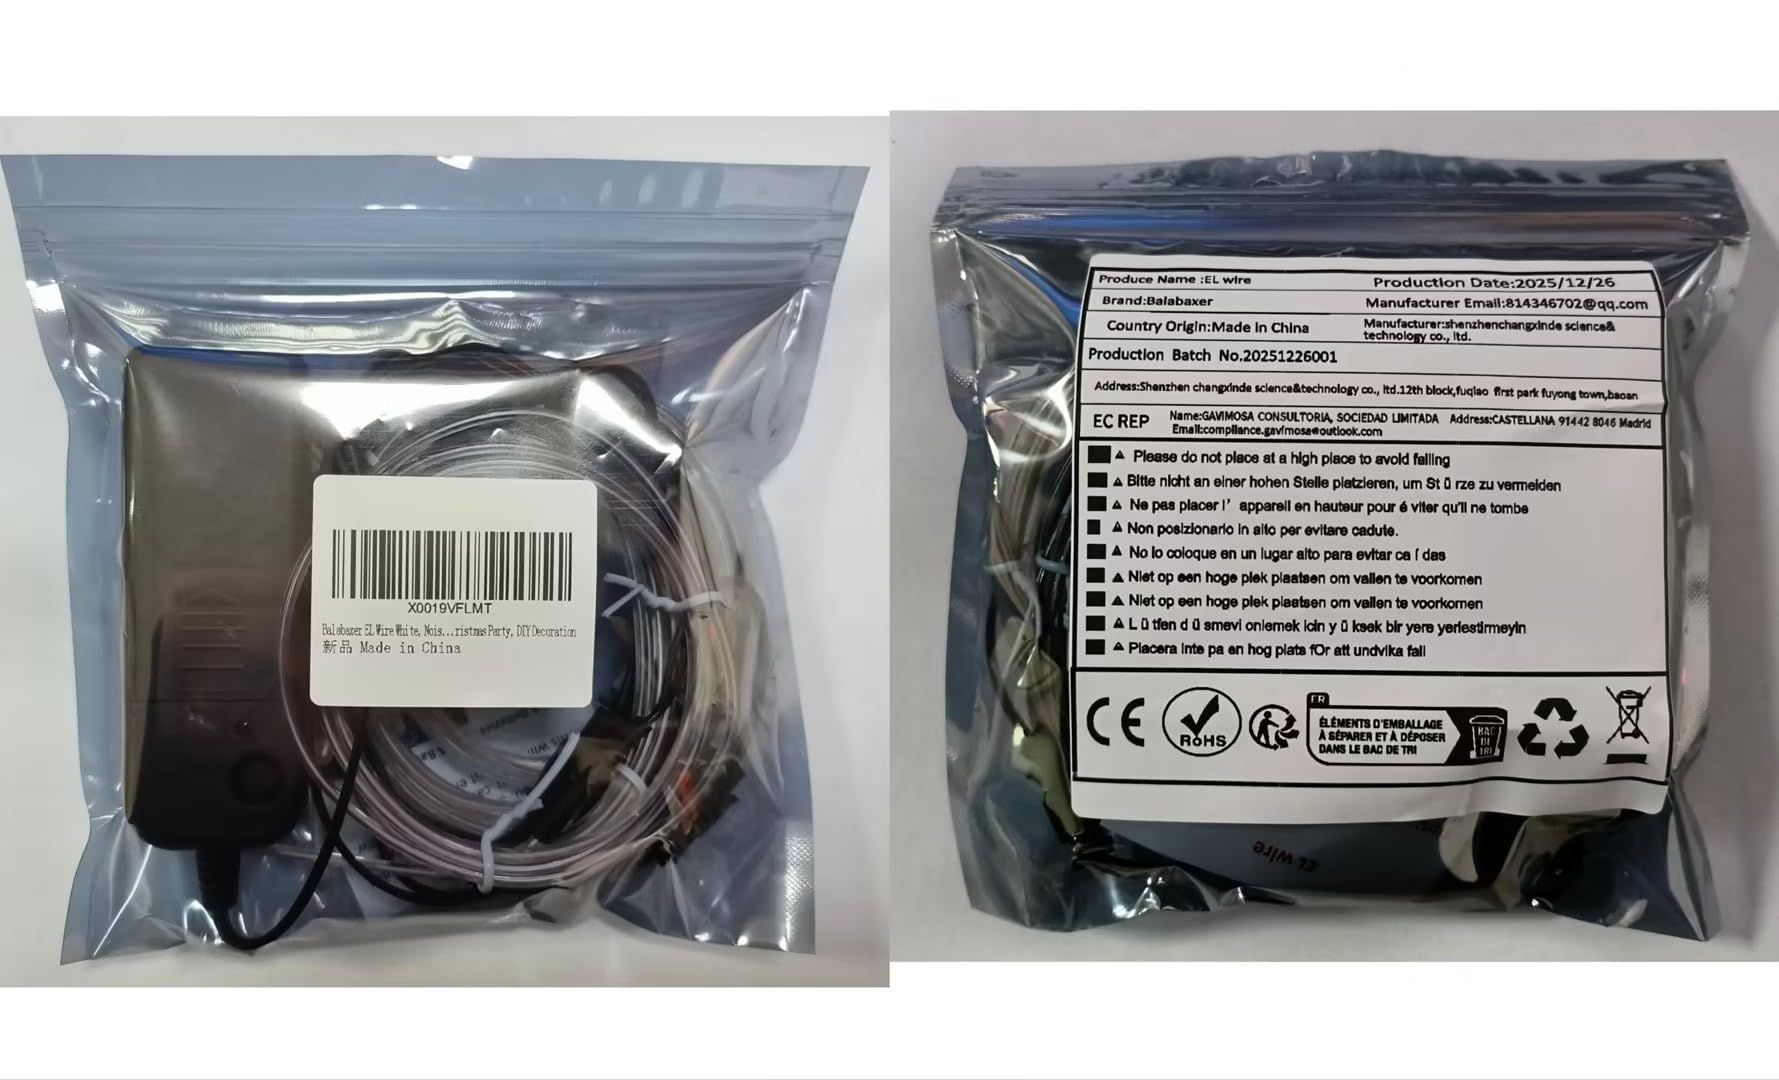 X0019VFLMT
Balabaxer EL Wire White, Nois...ristmas Party, DIY Decoration
新品 Made in China
Produce Name :EL wire
Production Date:2025/12/26
Brand:Balabaxer
Manufacturer Email:814346702@qq.com
Country Origin:Made in China
Manufacturer:shenzhenchangxinde science&
technology co., ltd.
Production Batch No.20251226001
Address:Shenzhen changxinde science&technology co., ltd.12th block,fuqiao first park fuyong town,baoan
EC REP
Name:GAVIMOSA CONSULTORIA, SOCIEDAD LIMITADA Address:CASTELLANA 91442 8046 Madrid
Email:compliance.gavimosa@outlook.com
Please do not place at a high place to avoid falling
Bitte nicht an einer hohen Stelle platzieren, um St ü rze zu vermeiden
Ne pas placer l' appareil en hauteur pour é viter qu'il ne tombe
Non posizionarlo in alto per evitare cadute.
No lo coloque en un lugar alto para evitar ca í das
Niet op een hoge plek plaatsen om vallen te voorkomen
Niet op een hoge plek plaatsen om vallen te voorkomen
L ü tfen d ü smevi onlemek icin y ü ksek bir yere yerlestirmeyin
Placera inte pa en hog plats fOr att undvika fall
CE
RoHS
FR
ÉLÉMENTS D'EMBALLAGE
À SÉPARER ET À DÉPOSER
DANS LE BAC DE TRI
BAC
DE
TRI
EL wire